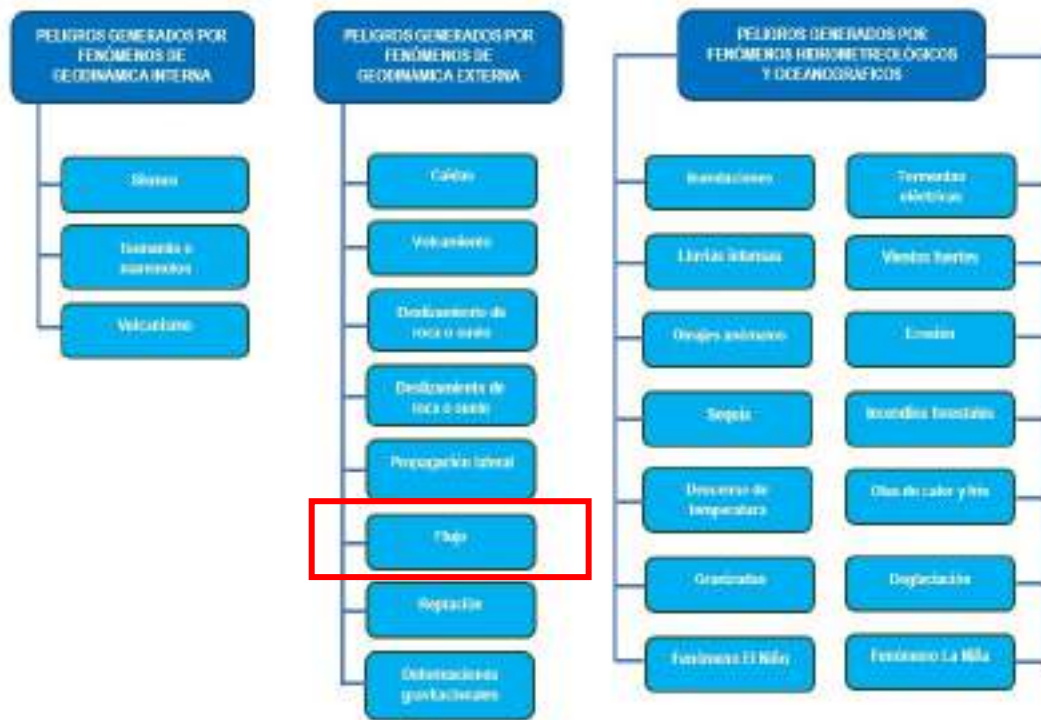 PELIGROS GENERADOS POR
FENÓMENOS DE
GEODINÁMICA INTERNA
Sismos
Tsunamis o
maremotos
Volcanismo
PELIGROS GENERADOS POR
FENÓMENOS DE
GEODINÁMICA EXTERNA
Caídas
Volcamiento
Deslizamiento de
roca o suelo
Deslizamiento de
roca o suelo
Propagación lateral
Flujo
Reptación
Deformaciones
gravitacionales
PELIGROS GENERADOS POR
FENÓMENOS HIDROMETREOLÓGICOS
Y OCEANOGRÁFICOS
Inundaciones
Lluvias intensas
Oleajes anómalos
Sequía
Descenso de
temperatura
Granizadas
Fenómeno El Niño
Tormentas
eléctricas
Vientos fuertes
Erosión
Incendios forestales
Olas de calor y frío
Deglaciación
Fenómeno La Niña